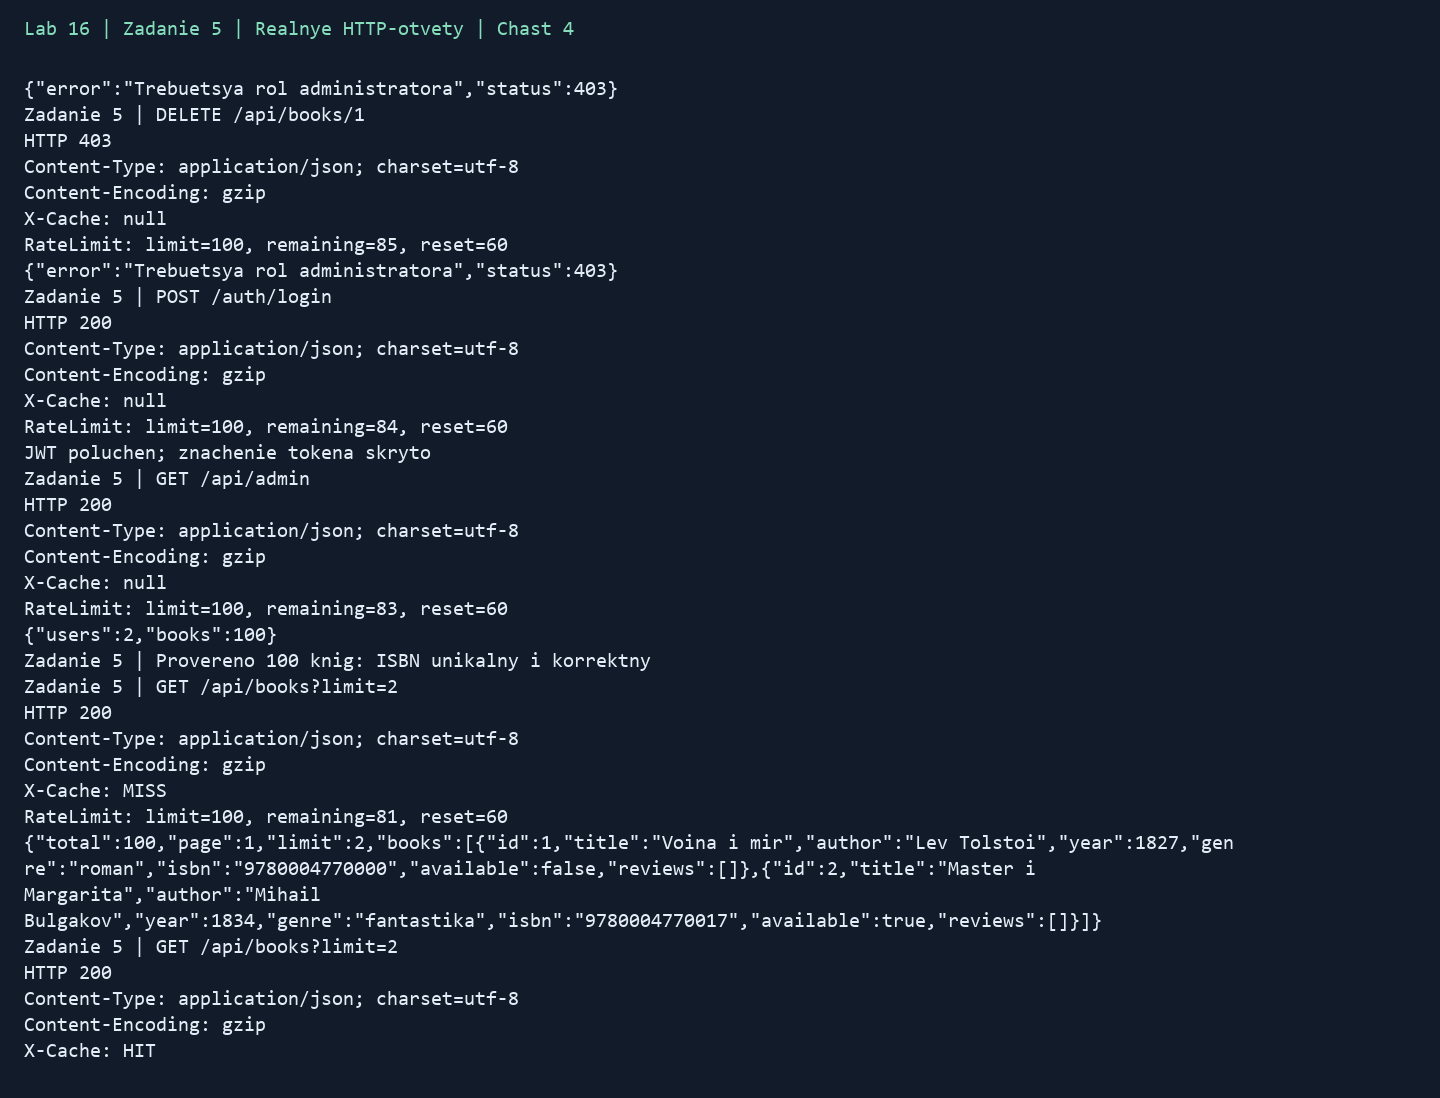 Lab 16 | Zadanie 5 | Realnye HTTP-otvety | Chast 4
{"error":"Trebuetsya rol administratora","status":403}
Zadanie 5 | DELETE /api/books/1
HTTP 403
Content-Type: application/json; charset=utf-8
Content-Encoding: gzip
X-Cache: null
RateLimit: limit=100, remaining=85, reset=60
{"error":"Trebuetsya rol administratora","status":403}
Zadanie 5 | POST /auth/login
HTTP 200
Content-Type: application/json; charset=utf-8
Content-Encoding: gzip
X-Cache: null
RateLimit: limit=100, remaining=84, reset=60
JWT poluchen; znachenie tokena skryto
Zadanie 5 | GET /api/admin
HTTP 200
Content-Type: application/json; charset=utf-8
Content-Encoding: gzip
X-Cache: null
RateLimit: limit=100, remaining=83, reset=60
{"users":2,"books":100}
Zadanie 5 | Provereno 100 knig: ISBN unikalny i korrektny
Zadanie 5 | GET /api/books?limit=2
HTTP 200
Content-Type: application/json; charset=utf-8
Content-Encoding: gzip
X-Cache: MISS
RateLimit: limit=100, remaining=81, reset=60
{"total":100,"page":1,"limit":2,"books":[{"id":1,"title":"Voina i mir","author":"Lev Tolstoi","year":1827,"gen
re":"roman","isbn":"9780004770000","available":false,"reviews":[]},{"id":2,"title":"Master i
Margarita","author":"Mihail
Bulgakov","year":1834,"genre":"fantastika","isbn":"9780004770017","available":true,"reviews":[]}]}
Zadanie 5 | GET /api/books?limit=2
HTTP 200
Content-Type: application/json; charset=utf-8
Content-Encoding: gzip
X-Cache: HIT